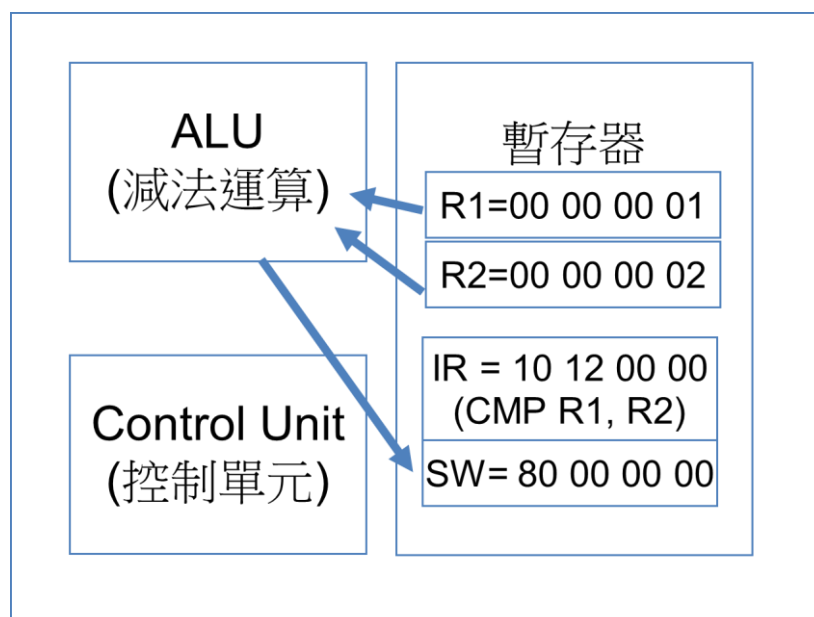 ALU
(減法運算)
暫存器
R1=00 00 00 01
R2=00 00 00 02
IR = 10 12 00 00
(CMP R1, R2)
SW= 80 00 00 00
Control Unit
(控制單元)